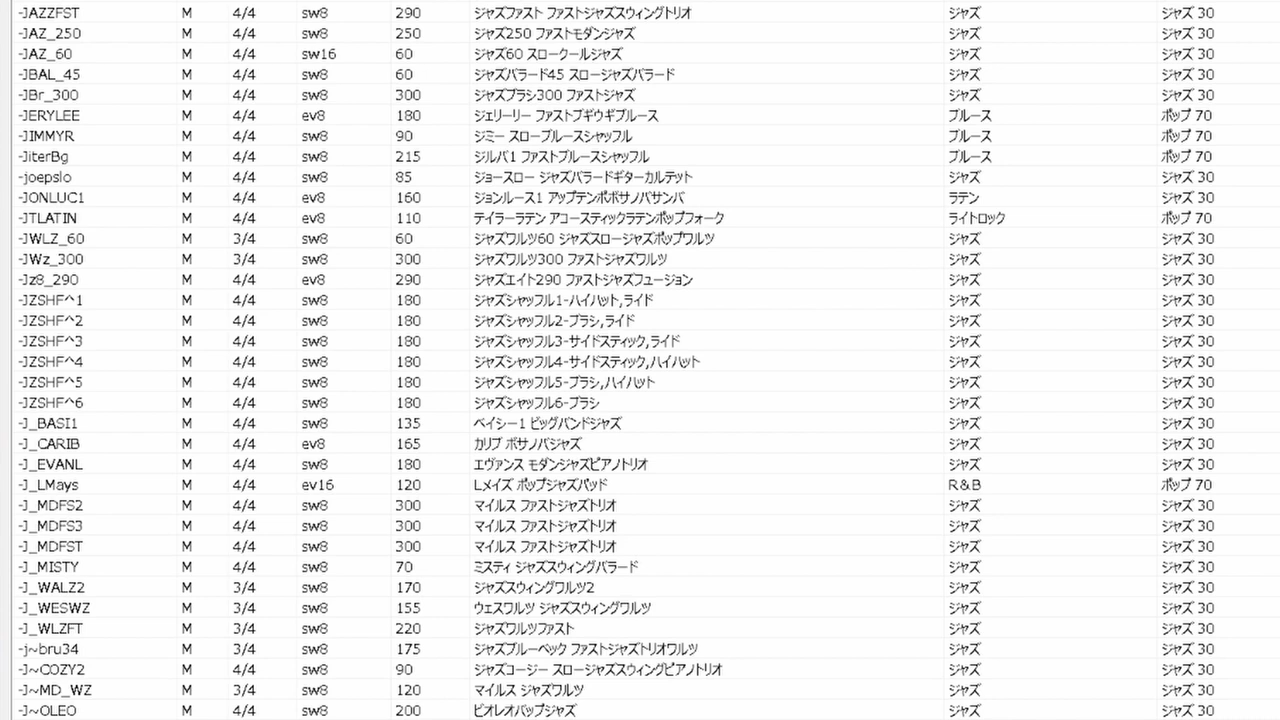 -JAZZFST M 4/4 sw8 290 ジャズファスト ファストジャズスウィングトリオ ジャズ ジャズ 30
-JAZ_250 M 4/4 sw8 250 ジャズ250 ファストモダンジャズ ジャズ ジャズ 30
-JAZ_60 M 4/4 sw16 60 ジャズ60 スロークールジャズ ジャズ ジャズ 30
-JBAL_45 M 4/4 sw8 60 ジャズバラード45 スロージャズバラード ジャズ ジャズ 30
-JBr_300 M 4/4 sw8 300 ジャズブラシ300 ファストジャズ ジャズ ジャズ 30
-JERYLEE M 4/4 ev8 180 ジェリーリー ファストブギウギブルース ブルース ポップ 70
-JIMMYR M 4/4 sw8 90 ジミー スローブルースシャッフル ブルース ポップ 70
-JiterBg M 4/4 sw8 215 ジルバ1 ファストブルースシャッフル ブルース ポップ 70
-joepslo M 4/4 sw8 85 ジョースロー ジャズバラードギターカルテット ジャズ ジャズ 30
-JONLUC1 M 4/4 ev8 160 ジョンルース1 アップテンポボサノバサンバ ラテン ジャズ 30
-JTLATIN M 4/4 ev8 110 テイラーラテン アコースティックラテンポップフォーク ライトロック ポップ 70
-JWLZ_60 M 3/4 sw8 60 ジャズワルツ60 ジャズスロージャズポップワルツ ジャズ ジャズ 30
-JWz_300 M 3/4 sw8 300 ジャズワルツ300 ファストジャズワルツ ジャズ ジャズ 30
-Jz8_290 M 4/4 ev8 290 ジャズエイト290 ファストジャズフュージョン ジャズ ジャズ 30
-JZSHF^1 M 4/4 sw8 180 ジャズシャッフル1-ハイハット,ライド ジャズ ジャズ 30
-JZSHF^2 M 4/4 sw8 180 ジャズシャッフル2-ブラシ,ライド ジャズ ジャズ 30
-JZSHF^3 M 4/4 sw8 180 ジャズシャッフル3-サイドスティック,ライド ジャズ ジャズ 30
-JZSHF^4 M 4/4 sw8 180 ジャズシャッフル4-サイドスティック,ハイハット ジャズ ジャズ 30
-JZSHF^5 M 4/4 sw8 180 ジャズシャッフル5-ブラシ,ハイハット ジャズ ジャズ 30
-JZSHF^6 M 4/4 sw8 180 ジャズシャッフル6-ブラシ ジャズ ジャズ 30
-J_BASI1 M 4/4 sw8 135 ベイシー1 ビッグバンドジャズ ジャズ ジャズ 30
-J_CARIB M 4/4 ev8 165 カリブ ボサノバジャズ ジャズ ジャズ 30
-J_EVANL M 4/4 sw8 180 エヴァンス モダンジャズピアノトリオ ジャズ ジャズ 30
-J_LMays M 4/4 ev16 120 Lメイズ ポップジャズパッド R&B ポップ 70
-J_MDFS2 M 4/4 sw8 300 マイルス ファストジャズトリオ ジャズ ジャズ 30
-J_MDFS3 M 4/4 sw8 300 マイルス ファストジャズトリオ ジャズ ジャズ 30
-J_MDFST M 4/4 sw8 300 マイルス ファストジャズトリオ ジャズ ジャズ 30
-J_MISTY M 4/4 sw8 70 ミスティ ジャズスウィングバラード ジャズ ジャズ 30
-J_WALZ2 M 3/4 sw8 170 ジャズスウィングワルツ2 ジャズ ジャズ 30
-J_WESWZ M 3/4 sw8 155 ウェスワルツ ジャズスウィングワルツ ジャズ ジャズ 30
-J_WLZFT M 3/4 sw8 220 ジャズワルツファスト ジャズ ジャズ 30
-j~bru34 M 3/4 sw8 175 ジャズブルーベック ファストジャズトリオワルツ ジャズ ジャズ 30
-J~COZY2 M 4/4 sw8 90 ジャズコージー スロージャズスウィングピアノトリオ ジャズ ジャズ 30
-J~MD_WZ M 3/4 sw8 120 マイルス ジャズワルツ ジャズ ジャズ 30
-J~OLEO M 4/4 sw8 200 ピオレオバップジャズ ジャズ ジャズ 30